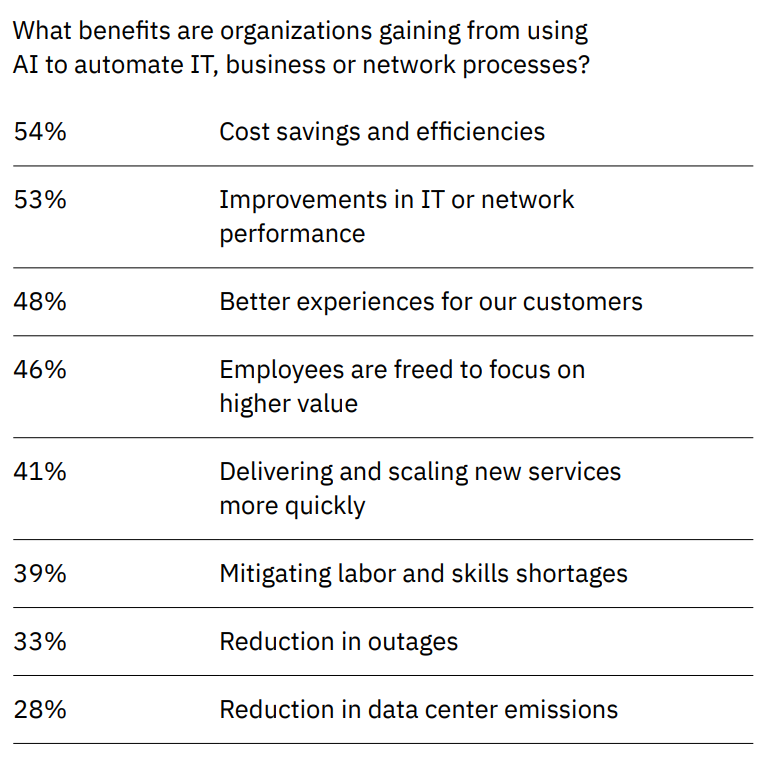 What benefits are organizations gaining from using
AI to automate IT, business or network processes?
54% Cost savings and efficiencies
53% Improvements in IT or network
performance
48% Better experiences for our customers
46% Employees are freed to focus on
higher value
41% Delivering and scaling new services
more quickly
39% Mitigating labor and skills shortages
33% Reduction in outages
28% Reduction in data center emissions